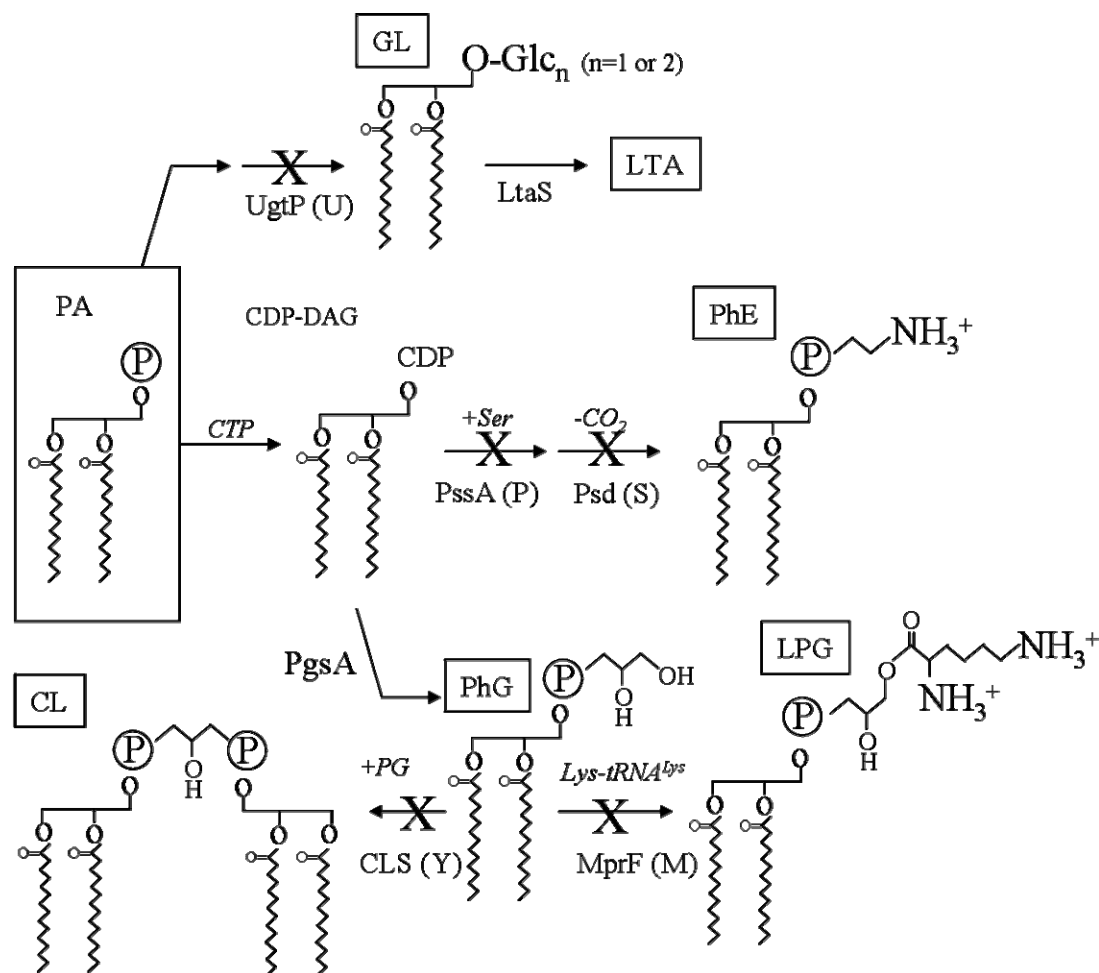 GL
O-Glcn (n=1 or 2)
O O
O O
UgtP (U)
LtaS
LTA
PA
P
O
O O
O O
CTP
CDP-DAG
CDP
O
O O
O O
+Ser
PssA (P)
-CO2
Psd (S)
PhE
P
NH3+
O
O O
O O
PgsA
PhG
P
OH
O
H
O
O O
O O
LPG
O
O
NH3+
NH3+
P
O
H
O
O O
O O
Lys-tRNALys
MprF (M)
+PG
CLS (Y)
CL
P P
O
H
O O
O O O O
O O O O